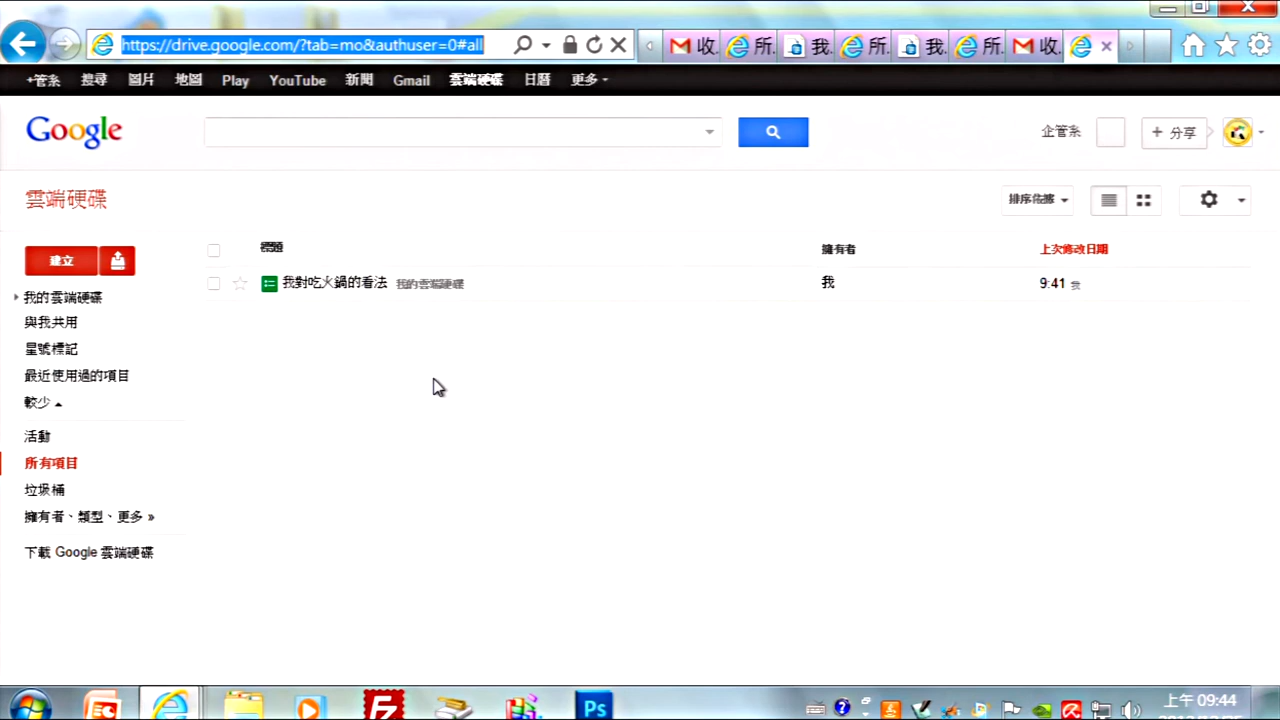 https://drive.google.com/?tab=mo&authuser=0#all
收
所.
我.
所.
我.
所.
收.
+管系 搜尋 圖片 地圖 Play YouTube 新聞 Gmail 雲端硬碟 日曆 更多
Google
企管系
+ 分享
雲端硬碟
排序依據
建立
標題 擁有者 上次修改日期
我對吃火鍋的看法 我的雲端硬碟 我 9:41 我
我的雲端硬碟
與我共用
星號標記
最近使用過的項目
較少
活動
所有項目
垃圾桶
擁有者、類型、更多 »
下載 Google 雲端硬碟
Ps
上午 09:44